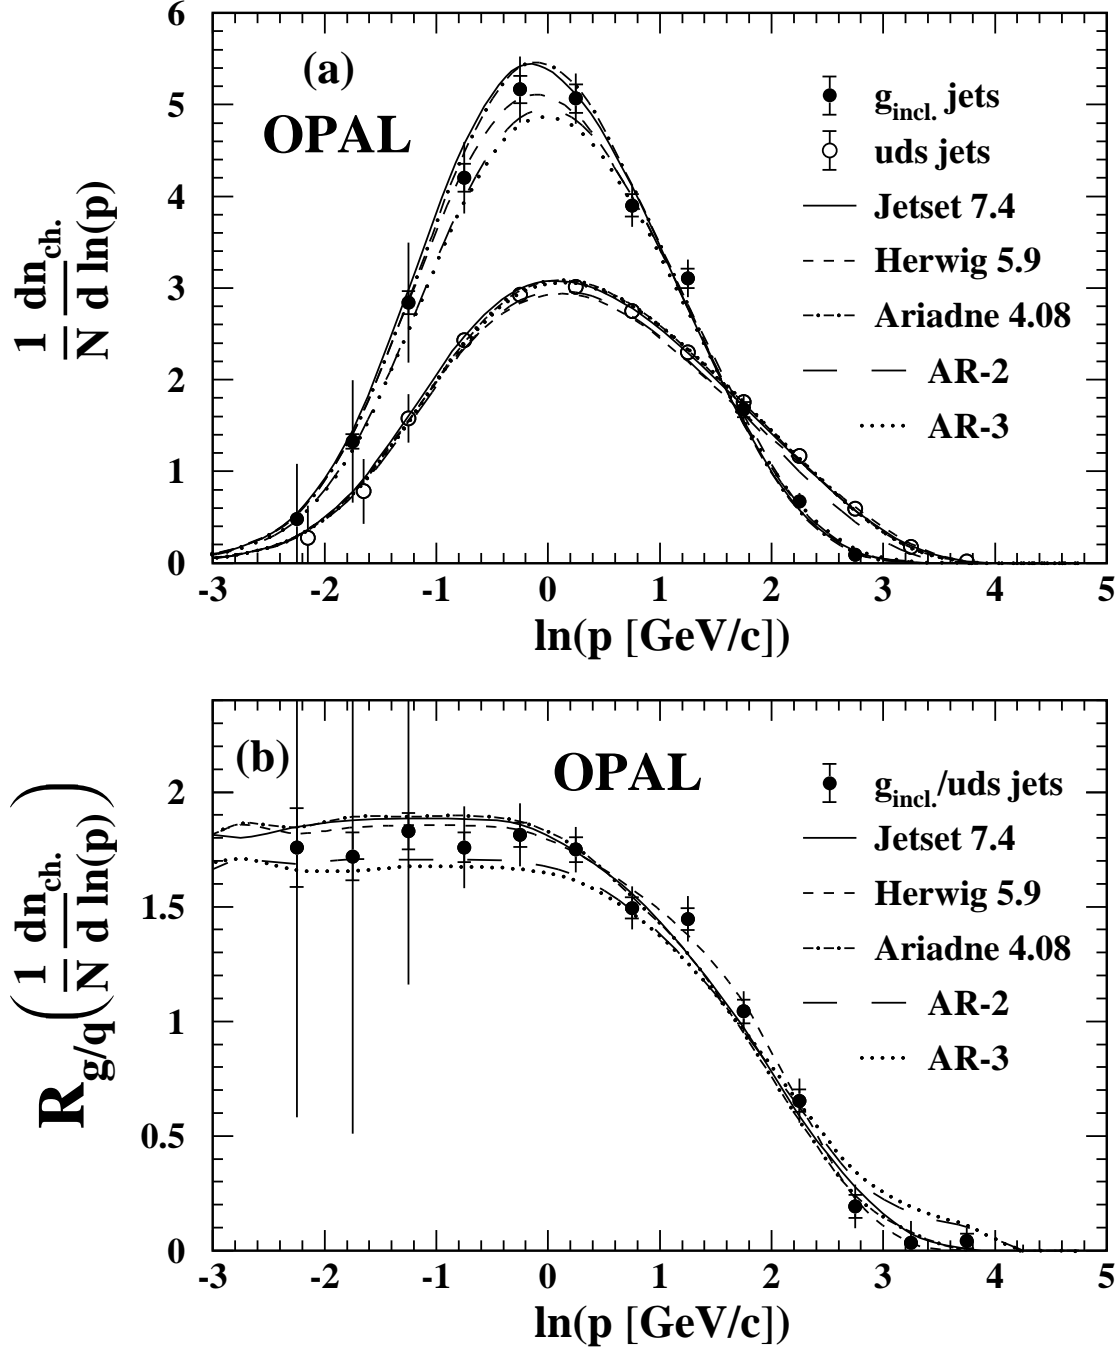 6
5
4
3
2
1
0
(a)
OPAL
g_incl. jets
uds jets
Jetset 7.4
Herwig 5.9
Ariadne 4.08
AR-2
AR-3
1 dn_ch.
N d ln(p)
-3 -2 -1 0 1 2 3 4 5
ln(p [GeV/c])
2
1.5
1
0.5
0
(b)
OPAL
g_incl./uds jets
Jetset 7.4
Herwig 5.9
Ariadne 4.08
AR-2
AR-3
R_g/q (1 dn_ch.
N d ln(p))
-3 -2 -1 0 1 2 3 4 5
ln(p [GeV/c])